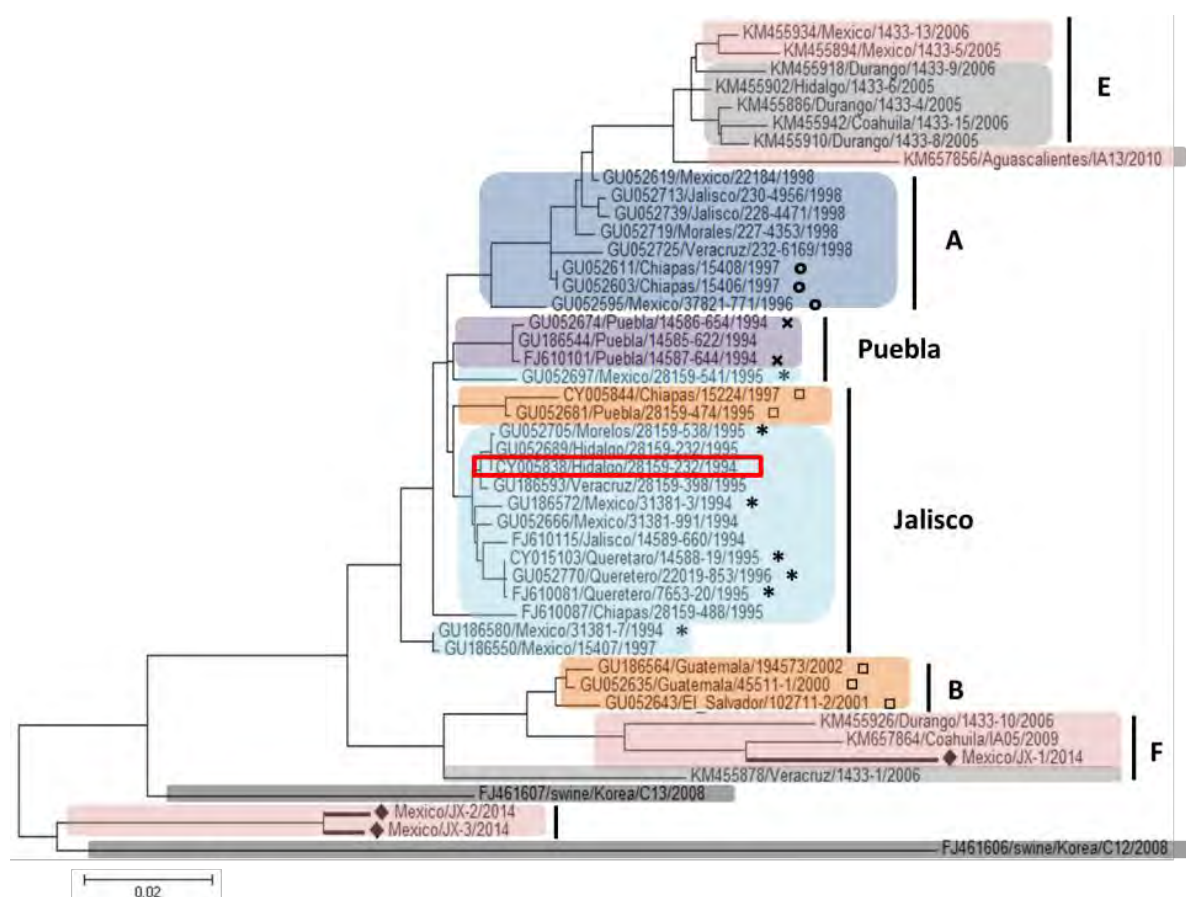 KM455934/Mexico/1433-13/2006
KM455894/Mexico/1433-5/2005
KM455918/Durango/1433-9/2006
KM455902/Hidalgo/1433-6/2005
E
KM455886/Durango/1433-4/2005
KM455942/Coahuila/1433-15/2006
KM455910/Durango/1433-8/2005
KM657856/Aguascalientes/IA13/2010
GU052619/Mexico/22184/1998
GU052713/Jalisco/230-4956/1998
GU052739/Jalisco/228-4471/1998
GU052719/Morales/227-4353/1998
A
GU052725/Veracruz/232-6169/1998
GU052611/Chiapas/15408/1997
GU052603/Chiapas/15406/1997
GU052595/Mexico/37821-771/1996
GU052674/Puebla/14586-654/1994 ×
GU186544/Puebla/14585-622/1994
Puebla
FJ610101/Puebla/14587-644/1994 ×
GU052697/Mexico/28159-541/1995 *
CY005844/Chiapas/15224/1997 □
GU052681/Puebla/28159-474/1995 □
GU052705/Morelos/28159-538/1995 *
GU052689/Hidalgo/28159-232/1995
CY005838/Hidalgo/28159-232/1994
GU186593/Veracruz/28159-398/1995
GU186572/Mexico/31381-3/1994 *
GU052666/Mexico/31381-991/1994
Jalisco
FJ610115/Jalisco/14589-660/1994
CY015103/Queretaro/14588-19/1995 *
GU052770/Queretero/22019-853/1996 *
FJ610081/Queretero/7653-20/1995 *
FJ610087/Chiapas/28159-488/1995
GU186580/Mexico/31381-7/1994 *
GU186550/Mexico/15407/1997
GU186564/Guatemala/194573/2002 □
GU052635/Guatemala/45511-1/2000 □
B
GU052643/El_Salvador/102711-2/2001 □
KM455926/Durango/1433-10/2006
KM657864/Coahuila/IA05/2009
F
Mexico/JX-1/2014
KM455878/Veracruz/1433-1/2006
FJ461607/swine/Korea/C13/2008
Mexico/JX-2/2014
Mexico/JX-3/2014
FJ461606/swine/Korea/C12/2008
0.02